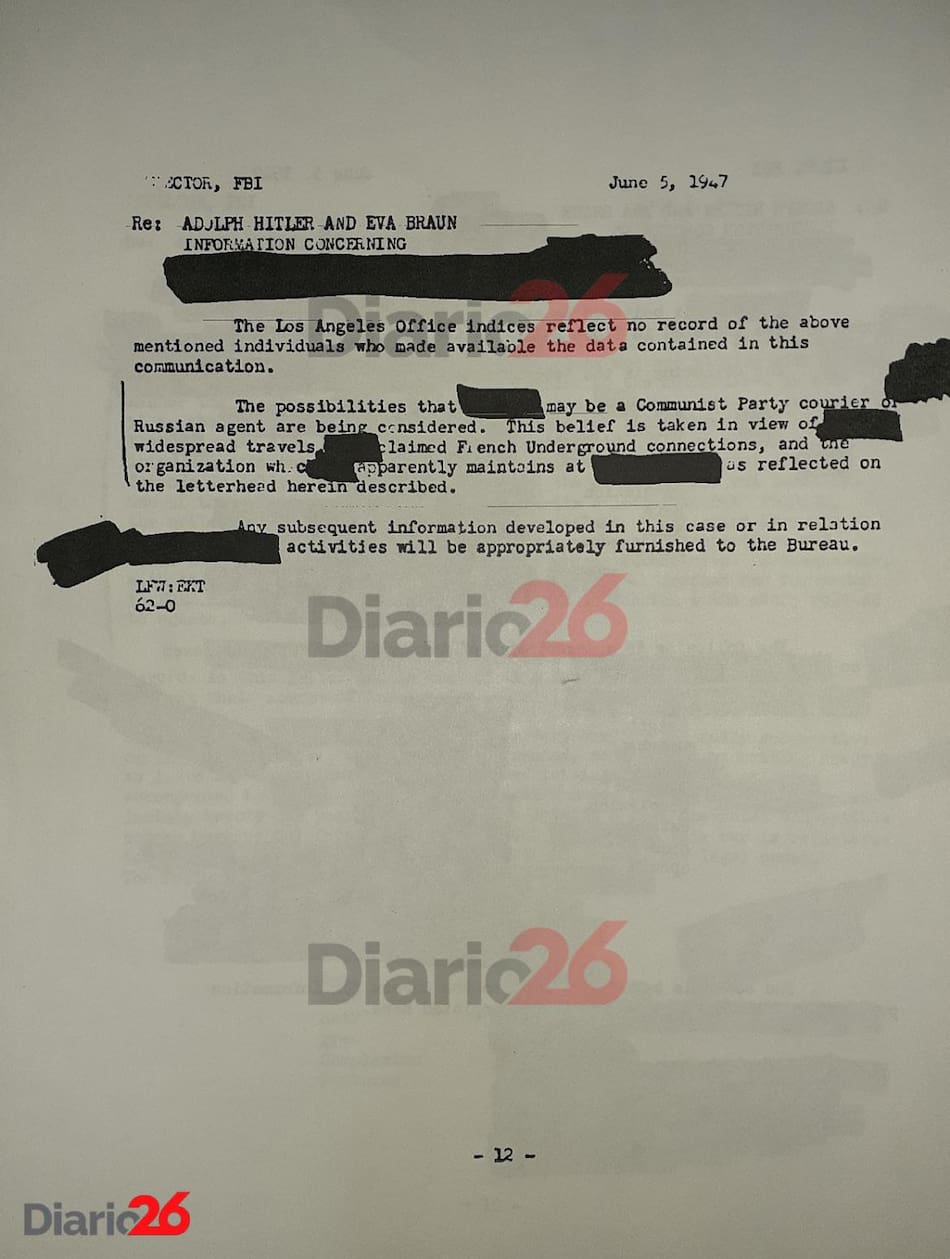 ECTOR, FBI June 5, 1947
Re: ADOLPH HITLER AND EVA BRAUN
INFORMATION CONCERNING
Diario26
The Los Angeles Office indices reflect no record of the above
mentioned individuals who made available the data contained in this
communication.
The possibilities that may be a Communist Party courier or
Russian agent are being considered. This belief is taken in view of
widespread travels, claimed French Underground connections, and the
organization apparently maintains at as reflected on
the letterhead herein described.
Any subsequent information developed in this case or in relation
activities will be appropriately furnished to the Bureau.
LFW:EKT
62-0
Diario26
Diario26
- 12 -
Diario26